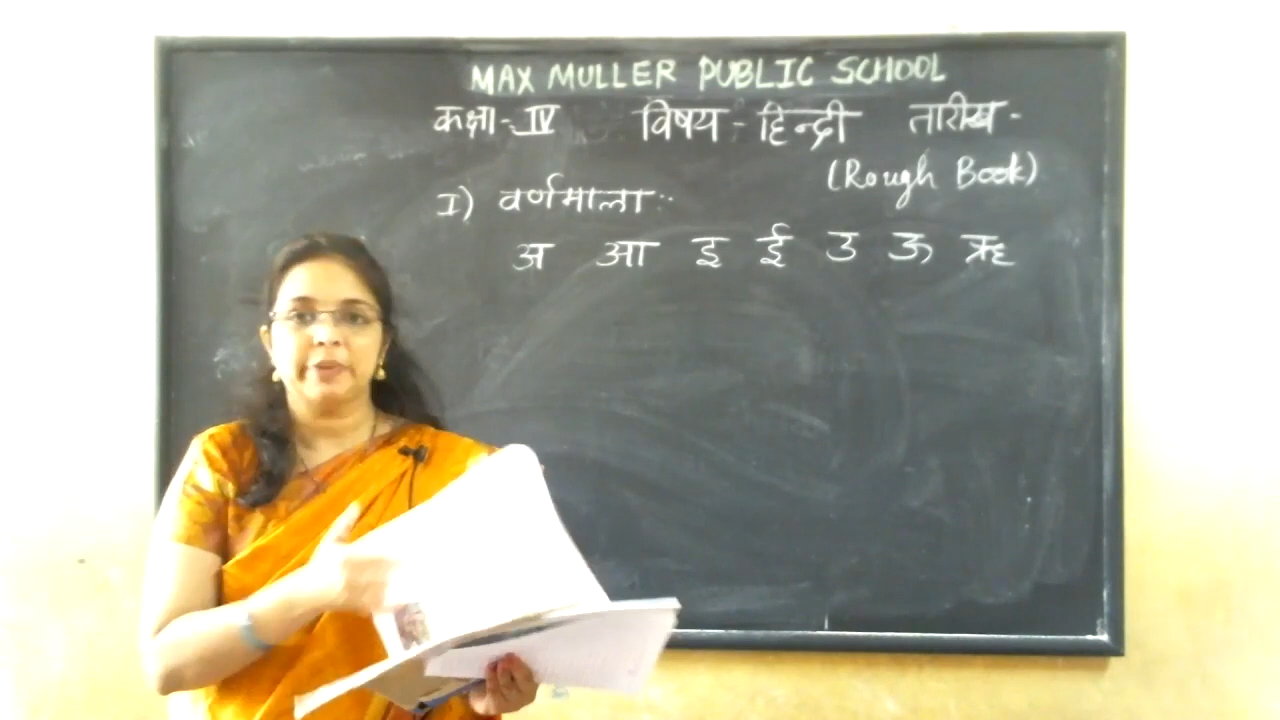 MAX MULLER PUBLIC SCHOOL
कक्षा-IV विषय - हिन्दी तारीख -
(Rough Book)
I) वर्णमाला :-
अ आ इ ई उ ऊ ऋ